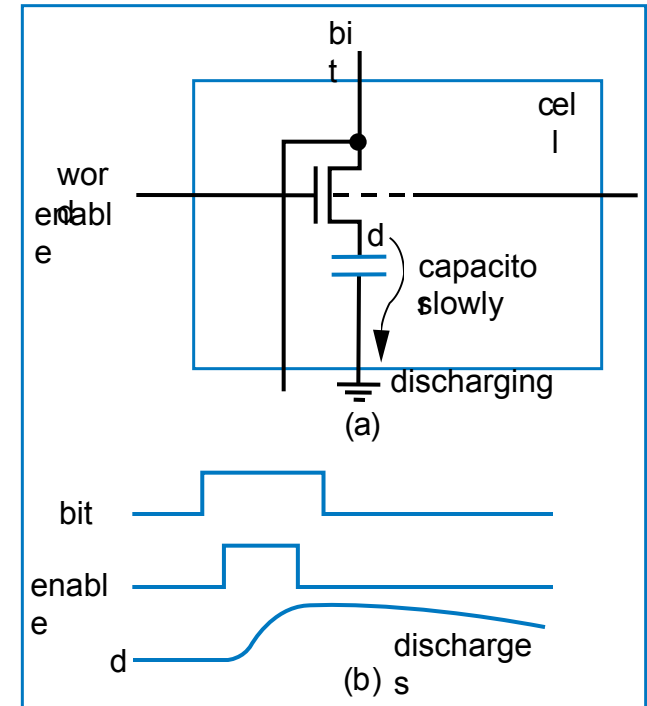 bi
t
cel
l
wor
d
enabl
e
d
capacito
r
slowly
discharging
(a)
bit
enabl
e
d
discharge
s
(b)